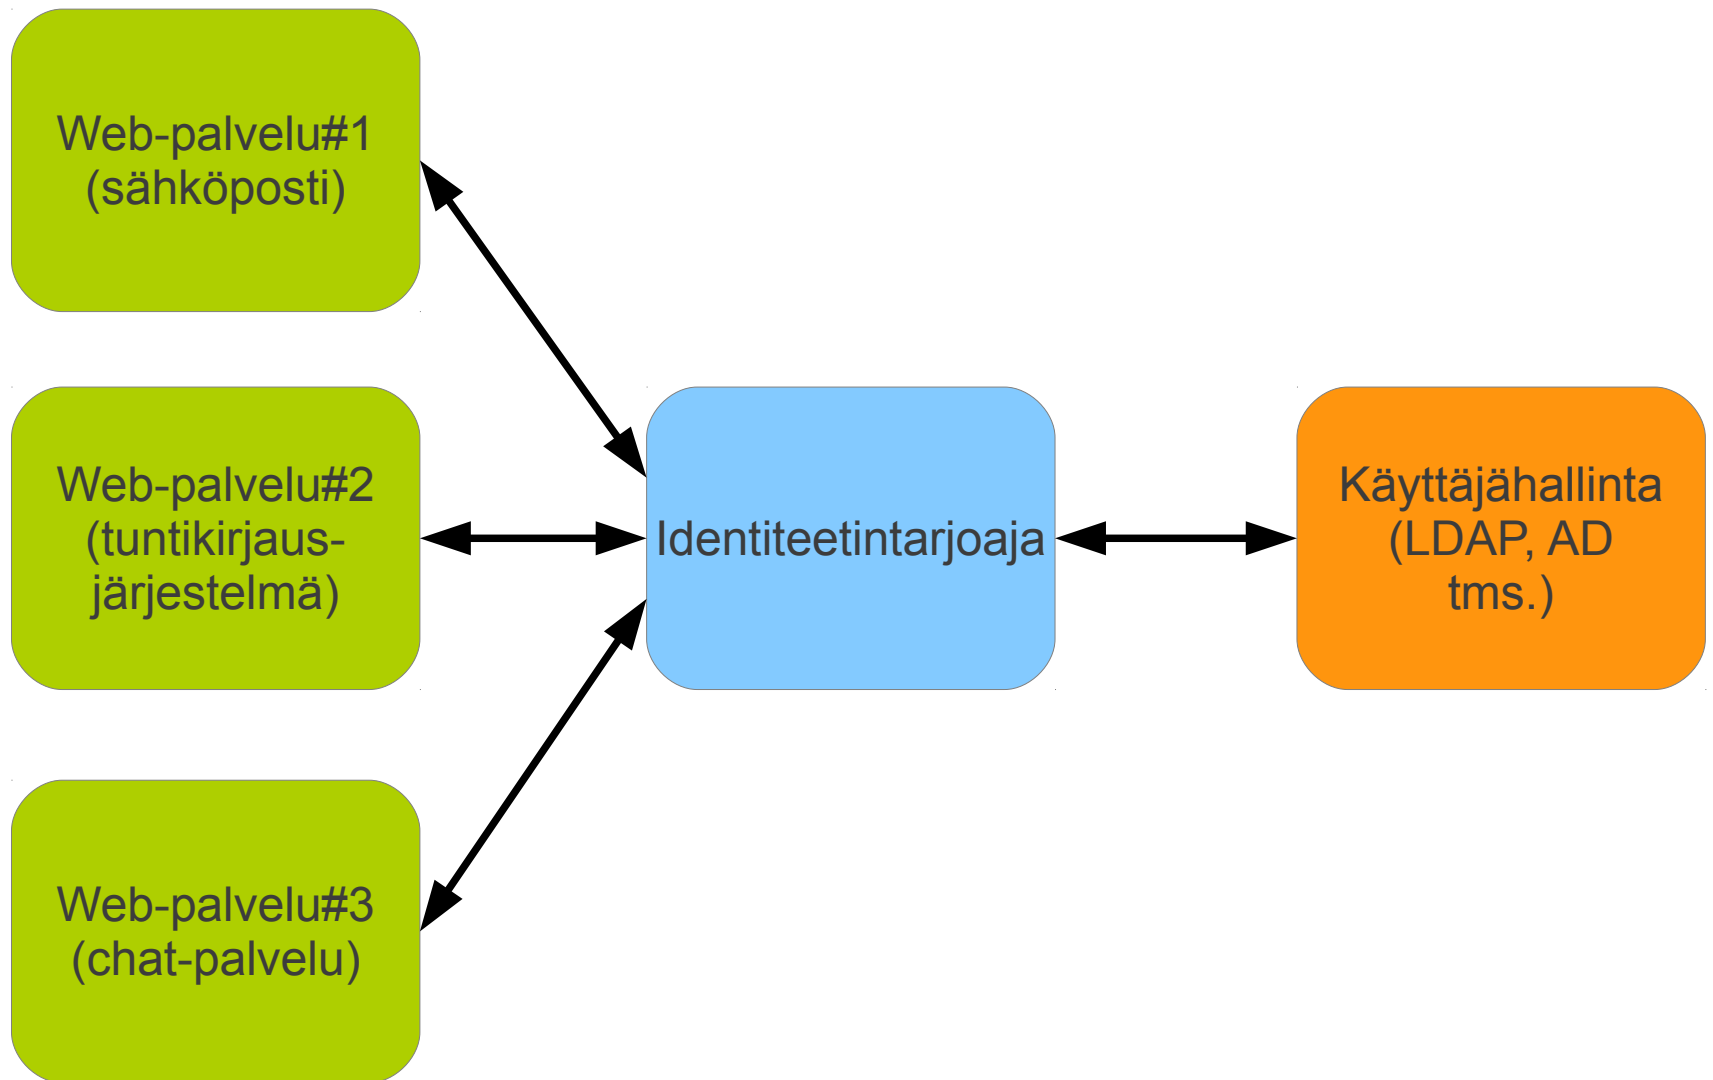 Web-palvelu#1
(sähköposti)
Web-palvelu#2
(tuntikirjaus-
järjestelmä)
Identiteetintarjoaja
Käyttäjähallinta
(LDAP, AD
tms.)
Web-palvelu#3
(chat-palvelu)